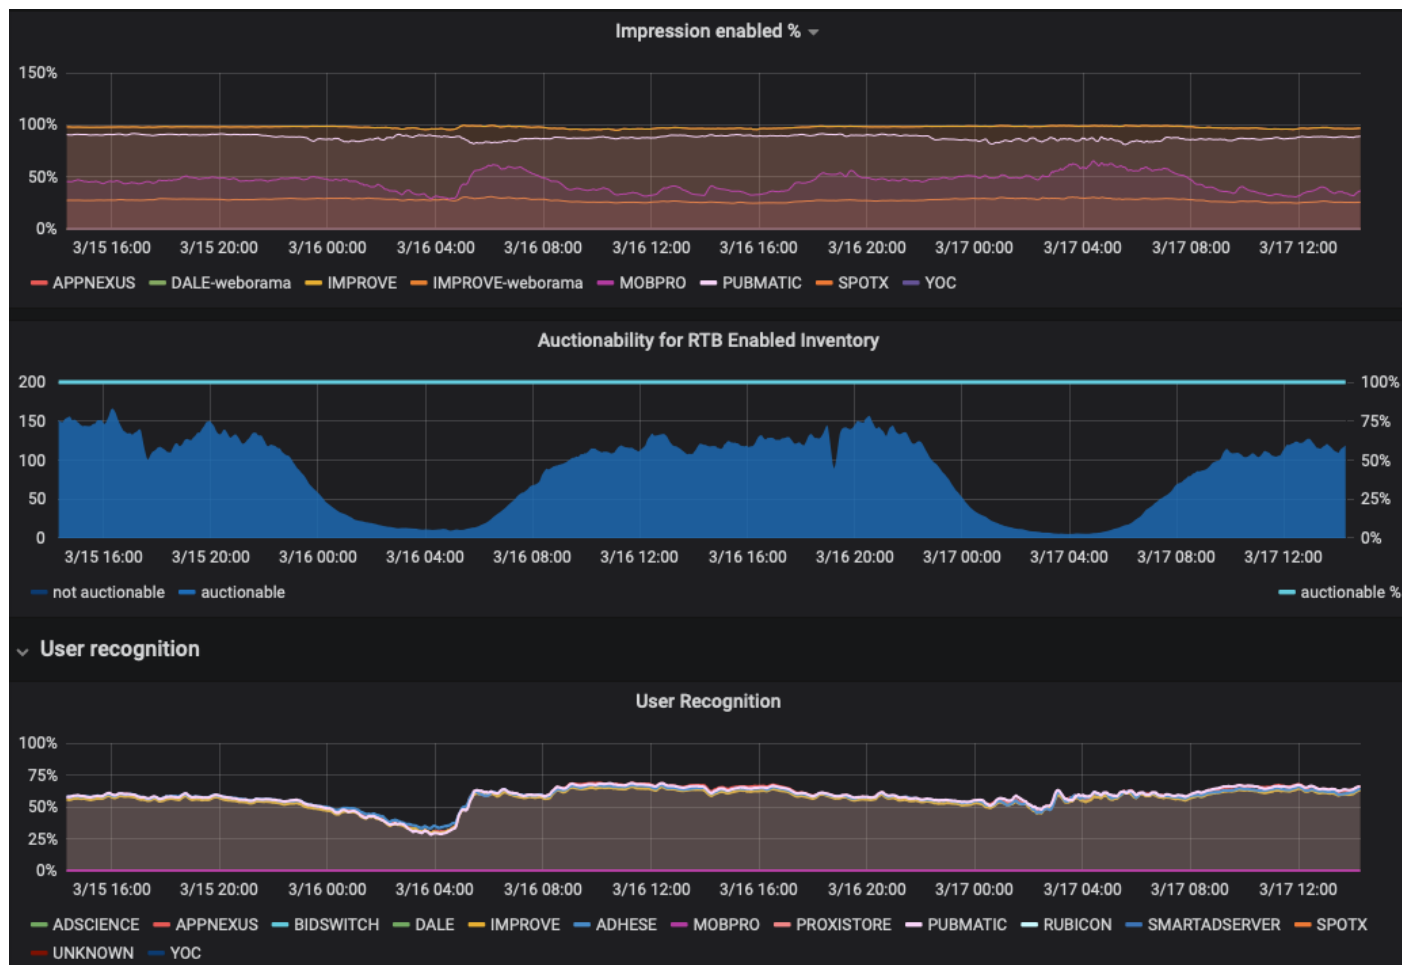 Impression enabled %
150%
100%
50%
0%
3/15 16:00 3/15 20:00 3/16 00:00 3/16 04:00 3/16 08:00 3/16 12:00 3/16 16:00 3/16 20:00 3/17 00:00 3/17 04:00 3/17 08:00 3/17 12:00
APPNEXUS DALE-weborama IMPROVE IMPROVE-weborama MOBPRO PUBMATIC SPOTX YOC
Auctionability for RTB Enabled Inventory
200 100%
150 75%
100 50%
50 25%
0 0%
3/15 16:00 3/15 20:00 3/16 00:00 3/16 04:00 3/16 08:00 3/16 12:00 3/16 16:00 3/16 20:00 3/17 00:00 3/17 04:00 3/17 08:00 3/17 12:00
not auctionable auctionable auctionable %
User recognition
User Recognition
100%
75%
50%
25%
0%
3/15 16:00 3/15 20:00 3/16 00:00 3/16 04:00 3/16 08:00 3/16 12:00 3/16 16:00 3/16 20:00 3/17 00:00 3/17 04:00 3/17 08:00 3/17 12:00
ADSCIENCE APPNEXUS BIDSWITCH DALE IMPROVE ADHESE MOBPRO PROXISTORE PUBMATIC RUBICON SMARTADSERVER SPOTX
UNKNOWN YOC